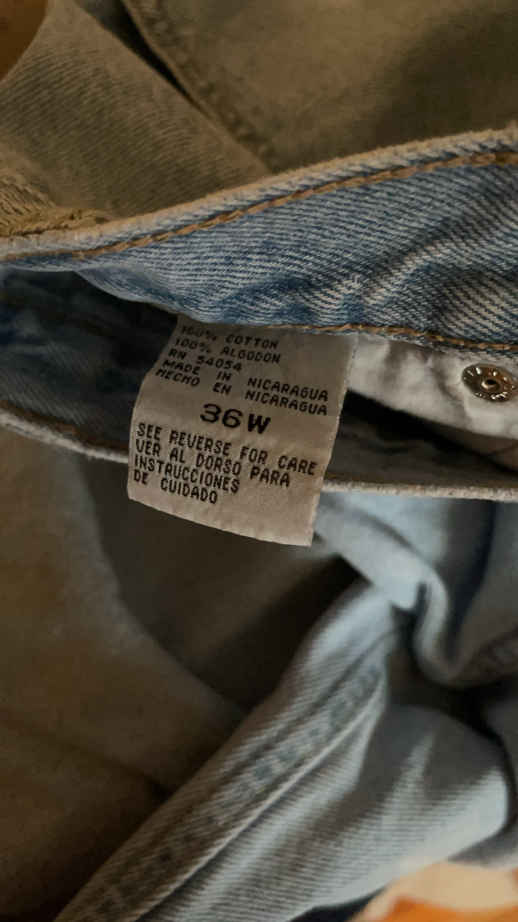 100% COTTON
100% ALGODON
RN 54054
MADE IN NICARAGUA
HECHO EN NICARAGUA
36W
SEE REVERSE FOR CARE
VER AL DORSO PARA
INSTRUCCIONES
DE CUIDADO